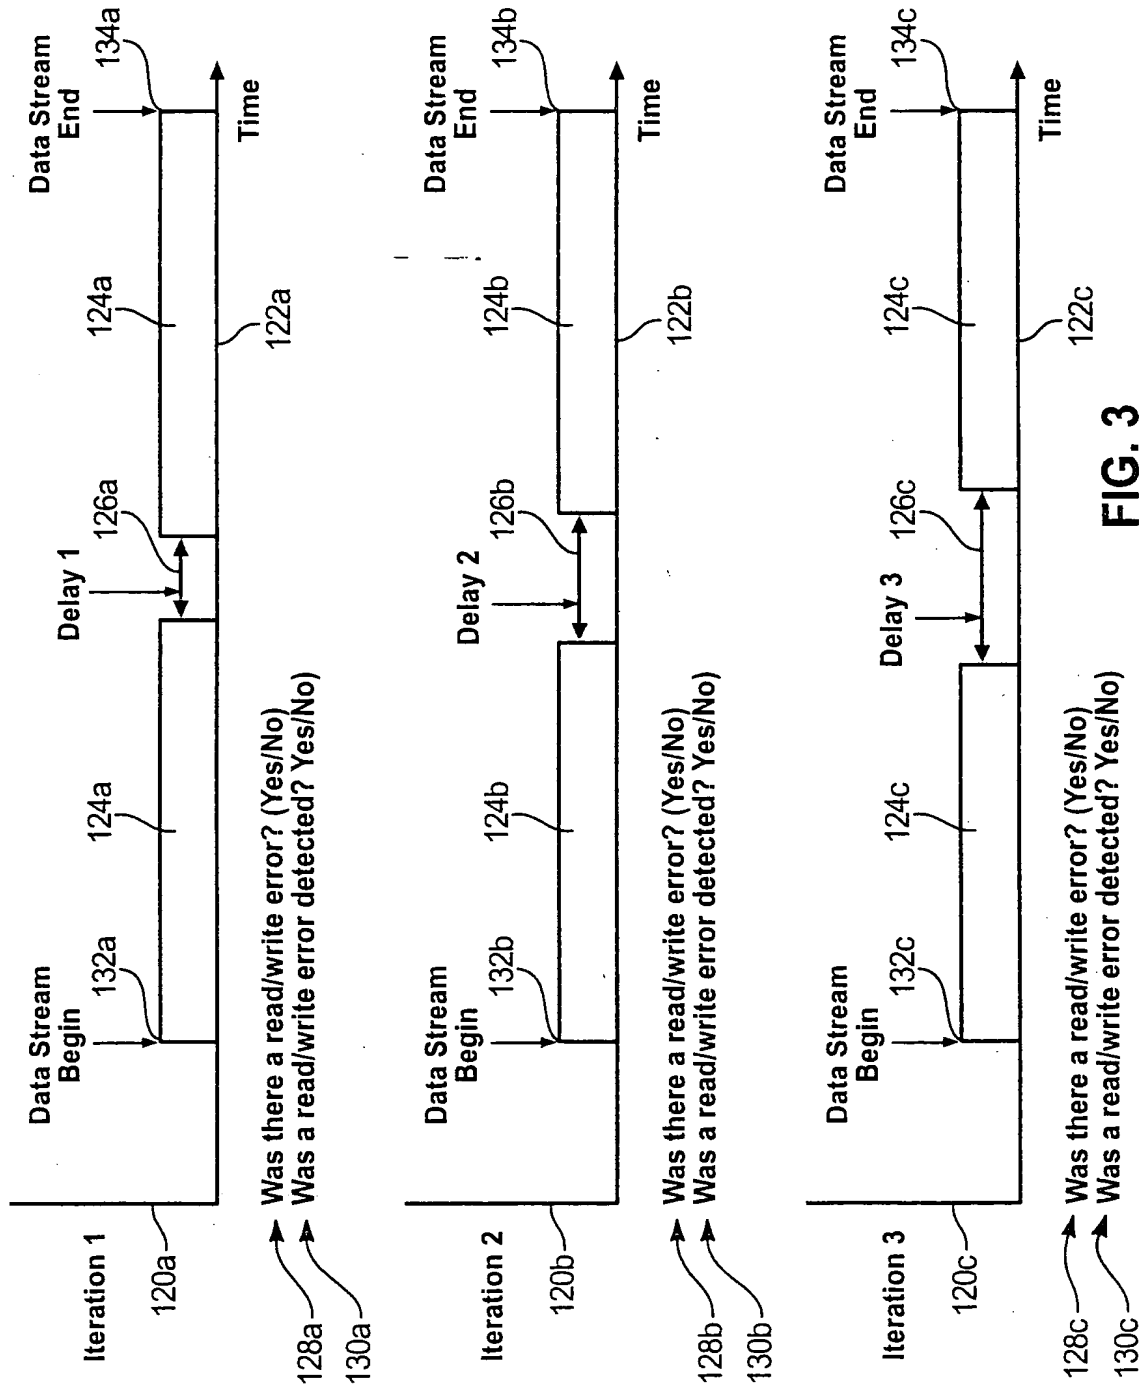 Iteration 1
120a
Data Stream
Begin
132a
124a
Delay 1
126a
124a
122a
Data Stream
End
134a
Time
128a
Was there a read/write error? (Yes/No)
130a
Was a read/write error detected? Yes/No)
Iteration 2
120b
Data Stream
Begin
132b
124b
Delay 2
126b
124b
122b
Data Stream
End
134b
Time
128b
Was there a read/write error? (Yes/No)
130b
Was a read/write error detected? Yes/No)
Iteration 3
120c
Data Stream
Begin
132c
124c
Delay 3
126c
124c
122c
Data Stream
End
134c
Time
128c
Was there a read/write error? (Yes/No)
130c
Was a read/write error detected? Yes/No)
FIG. 3